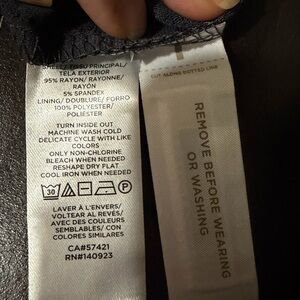 SHELL/ TISU PRINCIPAL/
TELA EXTERIOR
95% RAYON/ RAYONNE/
RAYÓN
5% SPANDEX
LINING/ DOUBLURE/ FORRO
100% POLYESTER/
POLIÉSTER
TURN INSIDE OUT
MACHINE WASH COLD
DELICATE CYCLE WITH LIKE
COLORS
ONLY NON-CHLORINE
BLEACH WHEN NEEDED
RESHAPE DRY FLAT
COOL IRON WHEN NEEDED
30
P
LAVER À L'ENVERS/
VOLTEAR AL REVÉS/
AVEC DES COULEURS
SEMBLABLES/ CON
COLORES SIMILARES
CA#57421
RN#140923
CUT ALONG DOTTED LINE
REMOVE BEFORE WEARING
OR WASHING